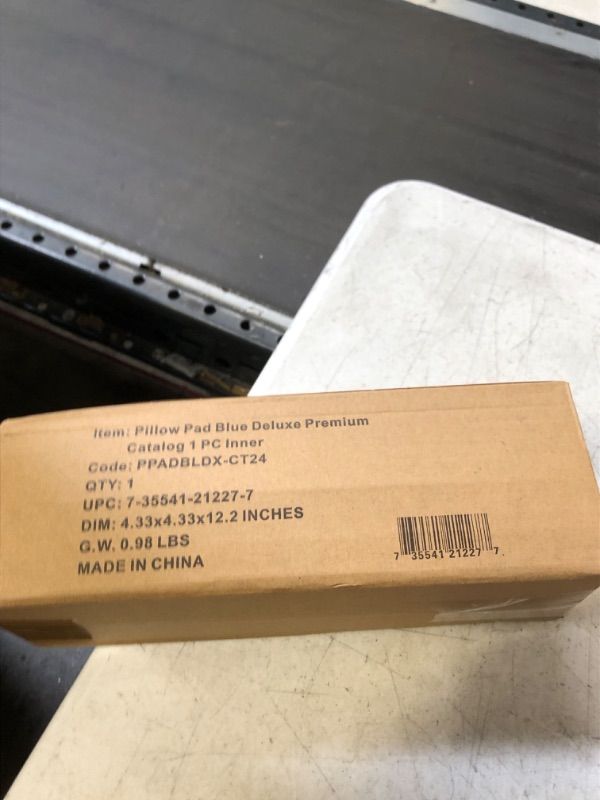 Item: Pillow Pad Blue Deluxe Premium
Catalog 1 PC Inner
Code: PPADBLDX-CT24
QTY: 1
UPC: 7-35541-21227-7
DIM: 4.33x4.33x12.2 INCHES
G.W. 0.98 LBS
MADE IN CHINA
7 35541 21227 7.